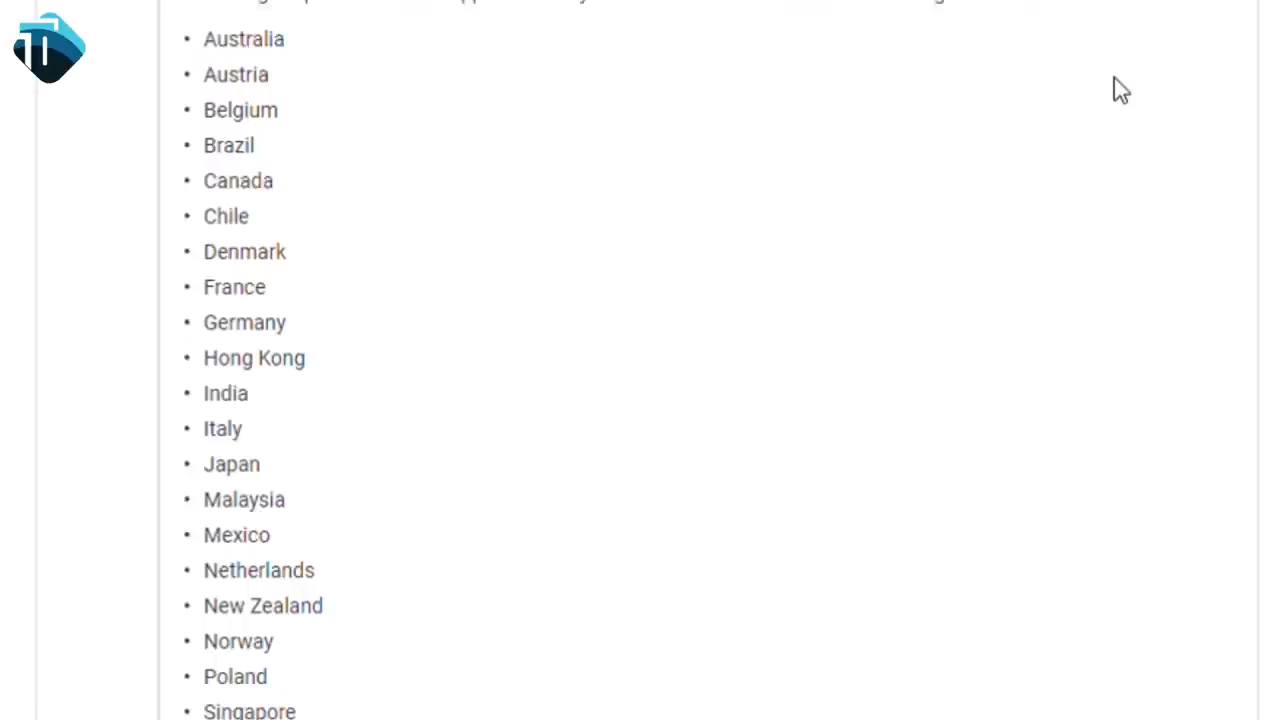 Australia
Austria
Belgium
Brazil
Canada
Chile
Denmark
France
Germany
Hong Kong
India
Italy
Japan
Malaysia
Mexico
Netherlands
New Zealand
Norway
Poland
Singapore